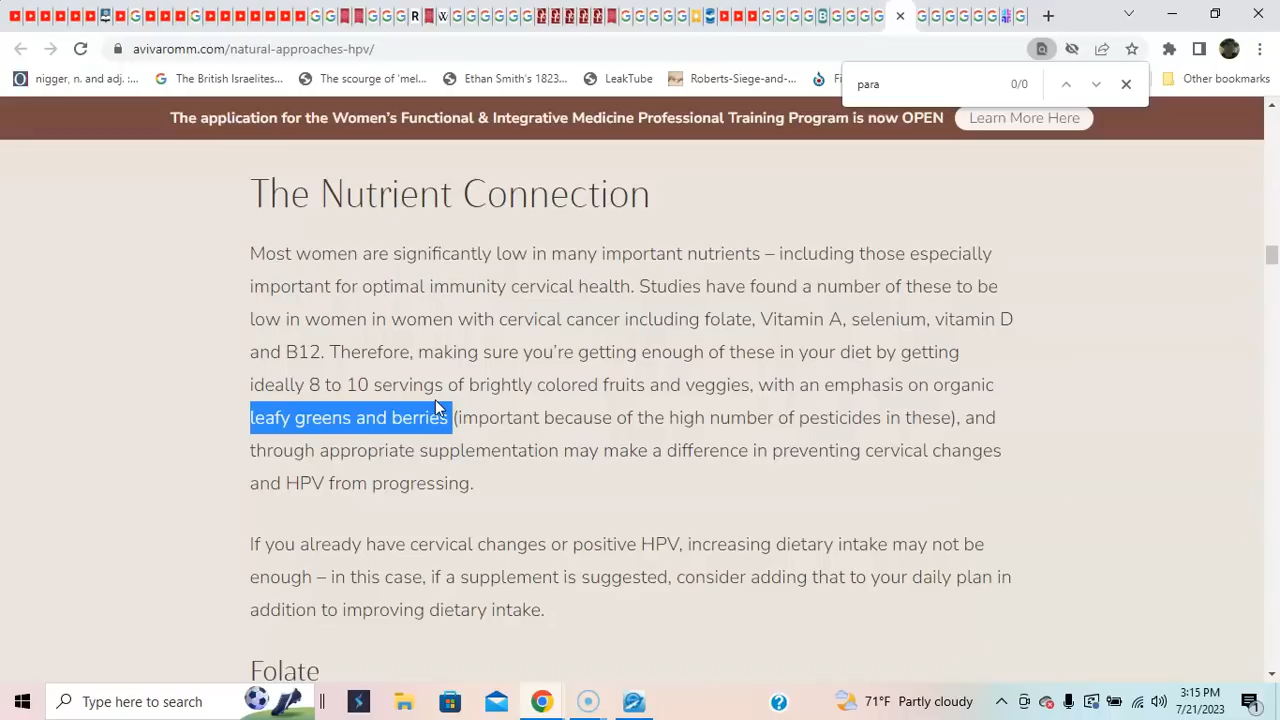 avivaromm.com/natural-approaches-hpv/
nigger, n. and adj. :...
The British Israelites...
The scourge of 'mel...
Ethan Smith's 1823...
LeakTube
Roberts-Siege-and-...
Other bookmarks
para
0/0
The application for the Women's Functional & Integrative Medicine Professional Training Program is now OPEN
Learn More Here
The Nutrient Connection
Most women are significantly low in many important nutrients – including those especially
important for optimal immunity cervical health. Studies have found a number of these to be
low in women in women with cervical cancer including folate, Vitamin A, selenium, vitamin D
and B12. Therefore, making sure you're getting enough of these in your diet by getting
ideally 8 to 10 servings of brightly colored fruits and veggies, with an emphasis on organic
leafy greens and berries (important because of the high number of pesticides in these), and
through appropriate supplementation may make a difference in preventing cervical changes
and HPV from progressing.
If you already have cervical changes or positive HPV, increasing dietary intake may not be
enough – in this case, if a supplement is suggested, consider adding that to your daily plan in
addition to improving dietary intake.
Folate
Type here to search
71°F Partly cloudy
3:15 PM
7/21/2023